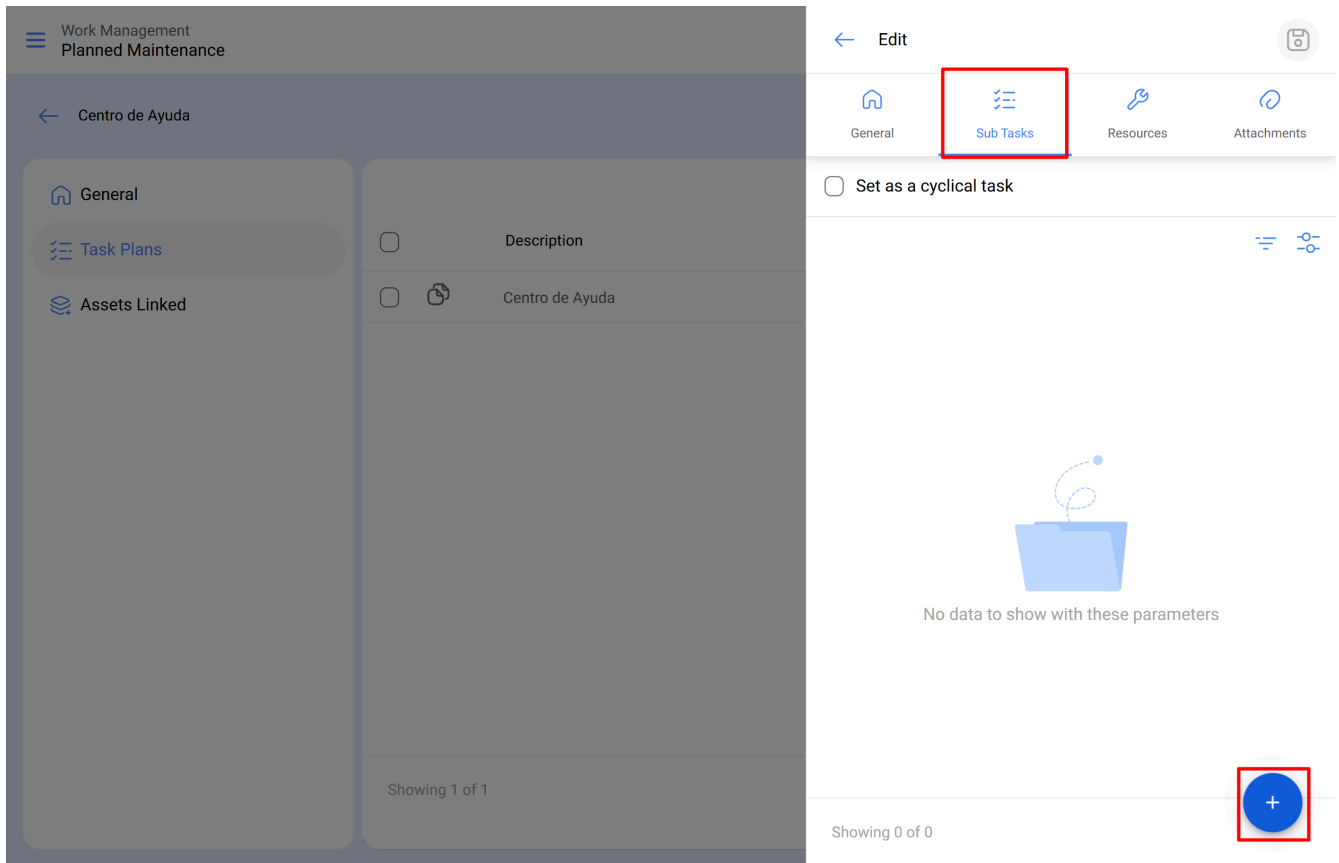 Work Management
Planned Maintenance
Centro de Ayuda
General
Task Plans
Assets Linked
Description
Centro de Ayuda
Showing 1 of 1
Edit
General
Sub Tasks
Resources
Attachments
Set as a cyclical task
No data to show with these parameters
Showing 0 of 0